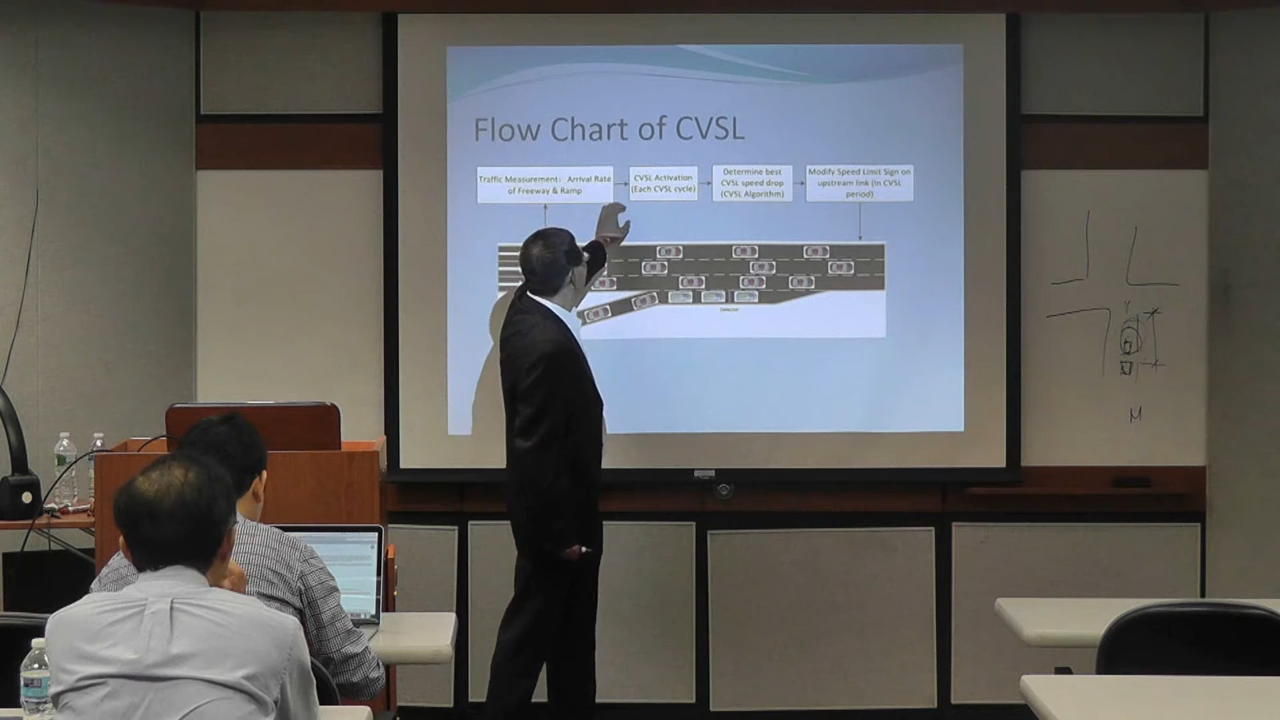 Flow Chart of CVSL
Traffic Measurement: Arrival Rate
of Freeway & Ramp
CVSL Activation
(Each CVSL cycle)
Determine best
CVSL speed drop
(CVSL Algorithm)
Modify Speed Limit Sign on
upstream link (In CVSL
period)
M